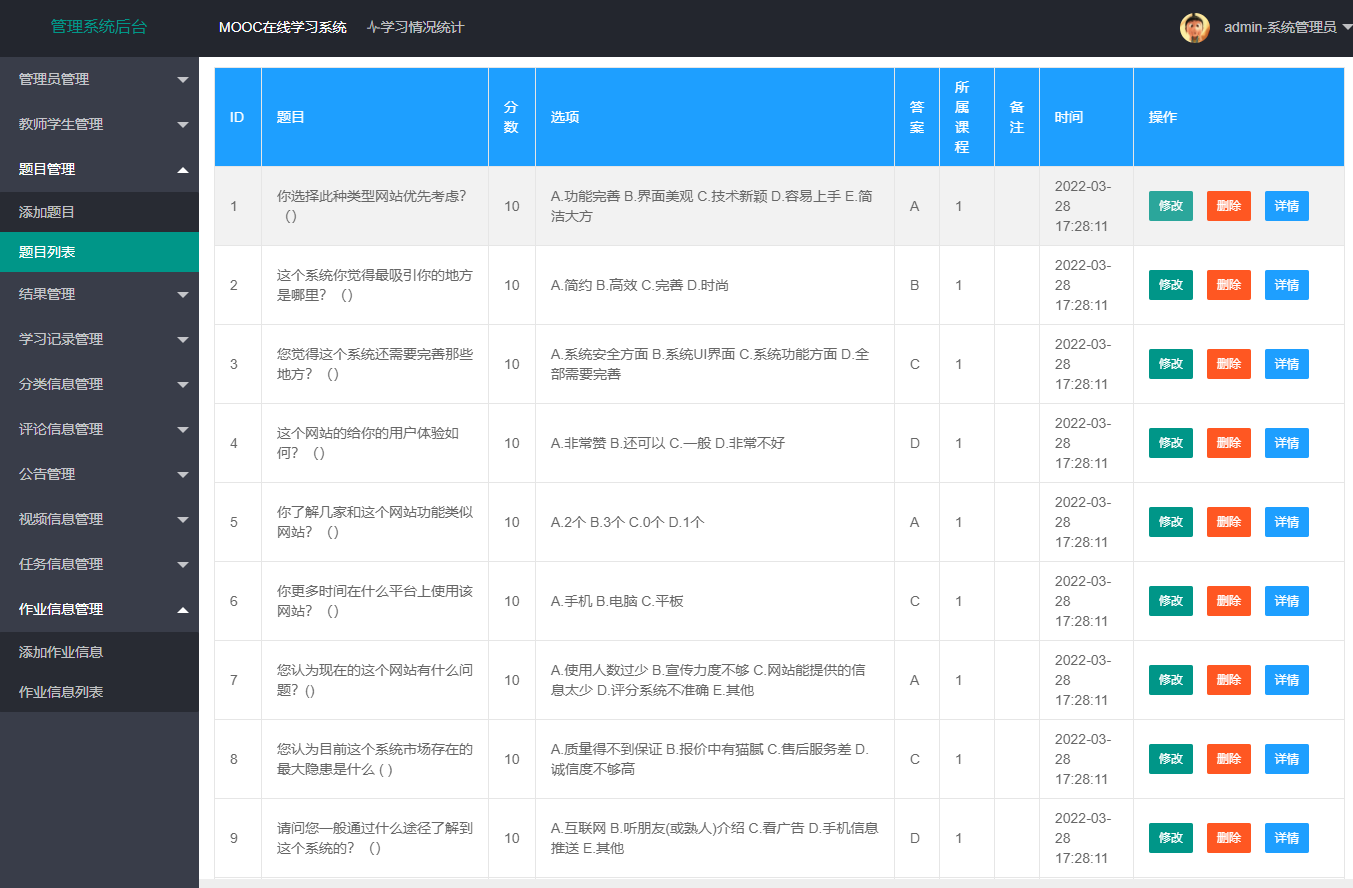 管理系统后台
MOOC在线学习系统 学习情况统计
admin-系统管理员
管理员管理
教师学生管理
题目管理
添加题目
题目列表
结果管理
学习记录管理
分类信息管理
评论信息管理
公告管理
视频信息管理
任务信息管理
作业信息管理
添加作业信息
作业信息列表
ID
题目
分
数
选项
答
案
所
属
课
程
备
注
时间
操作
1
你选择此种类型网站优先考虑?
()
10
A.功能完善 B.界面美观 C.技术新颖 D.容易上手 E.简
洁大方
A
1
2022-03-
28
17:28:11
修改 删除 详情
2
这个系统你觉得最吸引你的地方
是哪里? ()
10
A.简约 B.高效 C.完善 D.时尚
B
1
2022-03-
28
17:28:11
修改 删除 详情
3
您觉得这个系统还需要完善那些
地方? ()
10
A.系统安全方面 B.系统UI界面 C.系统功能方面 D.全
部需要完善
C
1
2022-03-
28
17:28:11
修改 删除 详情
4
这个网站的给你的用户体验如
何? ()
10
A.非常赞 B.还可以 C.一般 D.非常不好
D
1
2022-03-
28
17:28:11
修改 删除 详情
5
你了解几家和这个网站功能类似
网站? ()
10
A.2个 B.3个 C.0个 D.1个
A
1
2022-03-
28
17:28:11
修改 删除 详情
6
你更多时间在什么平台上使用该
网站? ()
10
A.手机 B.电脑 C.平板
C
1
2022-03-
28
17:28:11
修改 删除 详情
7
您认为现在的这个网站有什么问
题? ()
10
A.使用人数过少 B.宣传力度不够 C.网站能提供的信
息太少 D.评分系统不准确 E.其他
A
1
2022-03-
28
17:28:11
修改 删除 详情
8
您认为目前这个系统市场存在的
最大隐患是什么 ( )
10
A.质量得不到保证 B.报价中有猫腻 C.售后服务差 D.
诚信度不够高
C
1
2022-03-
28
17:28:11
修改 删除 详情
9
请问您一般通过什么途径了解到
这个系统的? ()
10
A.互联网 B.听朋友(或熟人)介绍 C.看广告 D.手机信息
推送 E.其他
D
1
2022-03-
28
17:28:11
修改 删除 详情